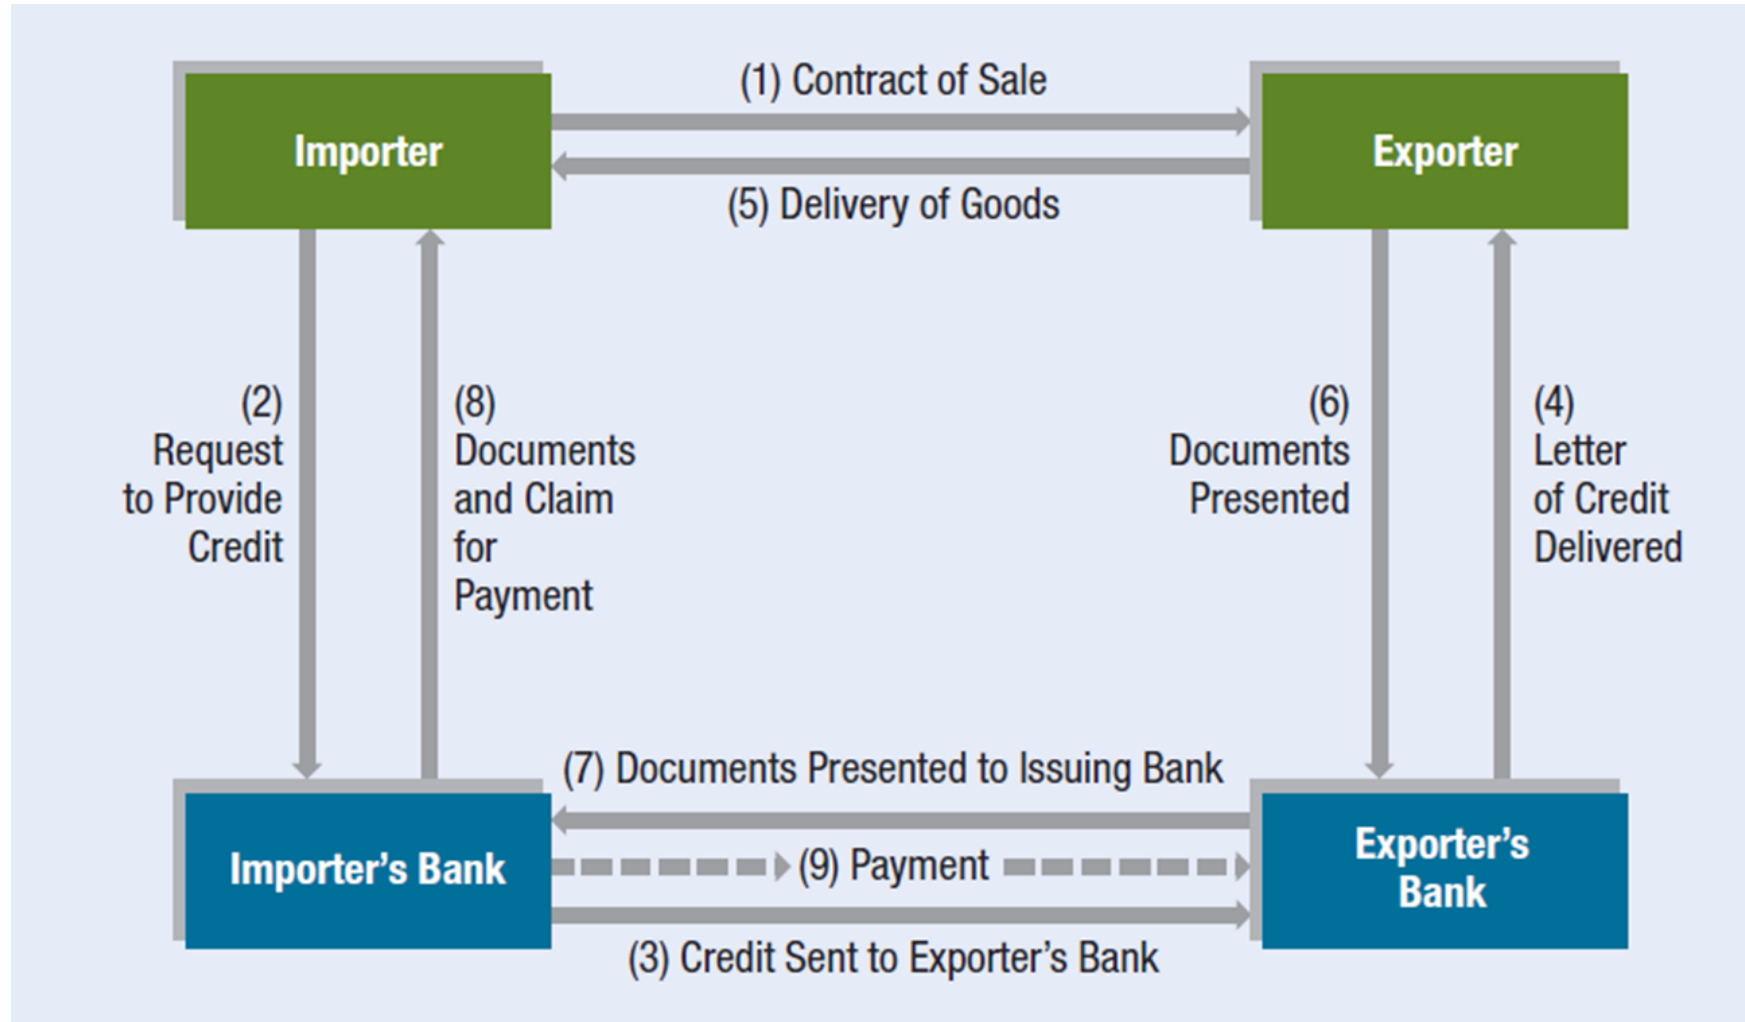 (1) Contract of Sale
Importer
Exporter
(5) Delivery of Goods
(2)
Request
to Provide
Credit
(8)
Documents
and Claim
for
Payment
(6)
Documents
Presented
(4)
Letter
of Credit
Delivered
(7) Documents Presented to Issuing Bank
Importer’s Bank
(9) Payment
Exporter’s
Bank
(3) Credit Sent to Exporter’s Bank